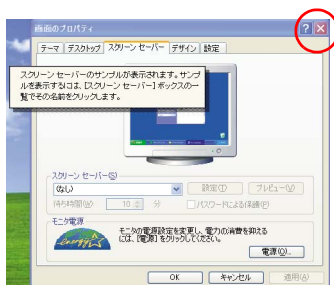 画面のプロパティ
テーマ デスクトップ スクリーン セーバー デザイン 設定
スクリーン セーバーのサンプルが表示されます。サンプ
ルを表示するには、[スクリーン セーバー] ボックスの一
覧でその名前をクリックします。
スクリーン セーバー(S)
(なし)
設定(T) プレビュー(V)
待ち時間(W) 10 分 パスワードによる保護(P)
モニタ電源
energy
モニタの電源設定を変更し、電力の消費を抑える
には、[電源] をクリックしてください。
電源(O)...
OK キャンセル 適用(A)